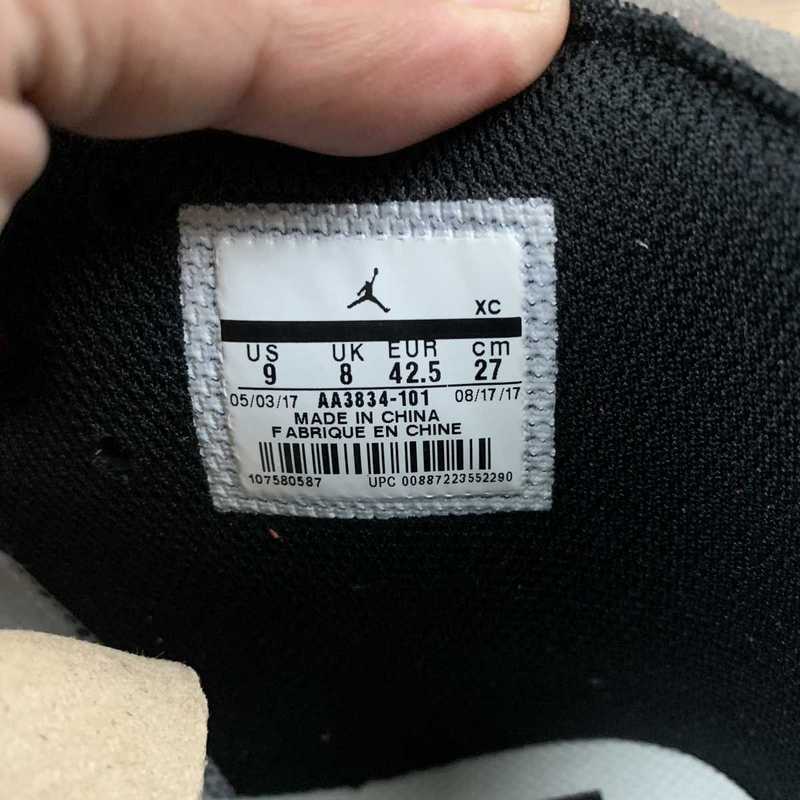 XC
US UK EUR cm
9 8 42.5 27
05/03/17 AA3834-101 08/17/17
MADE IN CHINA
FABRIQUE EN CHINE
107580587 UPC 00887223552290